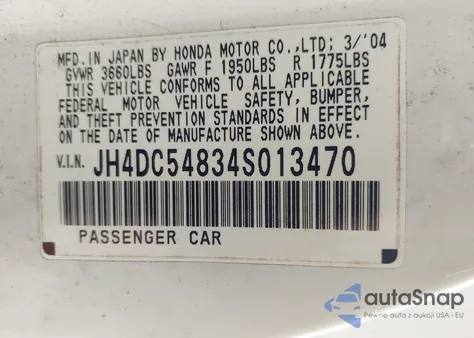 MFD. IN JAPAN BY HONDA MOTOR CO.,LTD; 3/'04
GVWR 3660LBS GAWR F 1950LBS R 1775LBS
THIS VEHICLE CONFORMS TO ALL APPLICABLE
FEDERAL MOTOR VEHICLE SAFETY, BUMPER,
AND THEFT PREVENTION STANDARDS IN EFFECT ON
THE DATE OF MANUFACTURE SHOWN ABOVE.
V.I.N. JH4DC54834S013470
PASSENGER CAR
autoSnap
Pewne auto z aukcji USA i EU